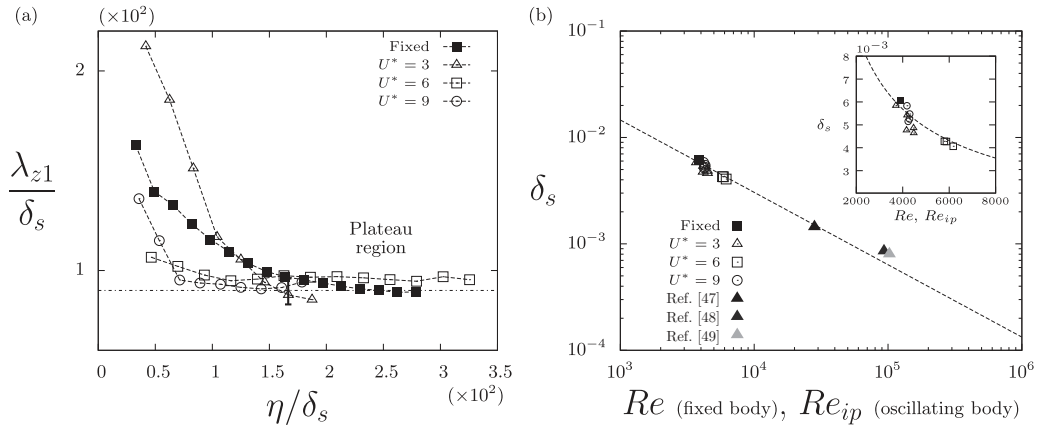 (a)
(×10²)
2
1
λz1/δs
Fixed
U* = 3
U* = 6
U* = 9
Plateau
region
0 0.5 1 1.5 2 2.5 3 3.5
(×10²)
η/δs
(b)
10⁻¹
10⁻²
10⁻³
10⁻⁴
δs
×10⁻³
8
7
6
5
4
3
δs
2000 4000 6000 8000
Re, Reip
Fixed
U* = 3
U* = 6
U* = 9
Ref. [47]
Ref. [48]
Ref. [49]
10³ 10⁴ 10⁵ 10⁶
Re (fixed body), Reip (oscillating body)